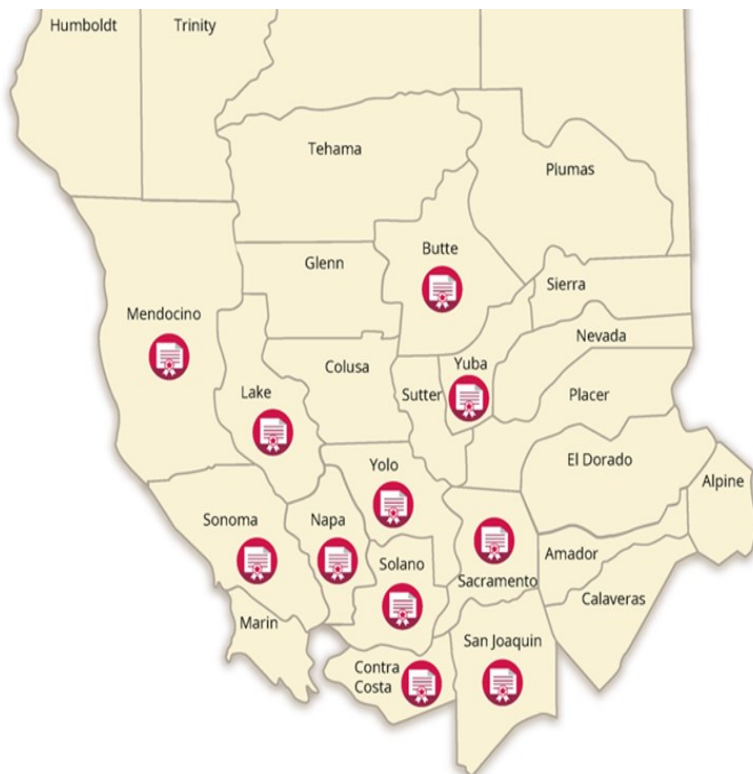 Humboldt
Trinity
Tehama
Plumas
Butte
Glenn
Sierra
Mendocino
Nevada
Yuba
Colusa
Lake
Sutter
Placer
Yolo
El Dorado
Alpine
Sonoma
Napa
Solano
Amador
Sacramento
Calaveras
Marin
San Joaquin
Contra
Costa